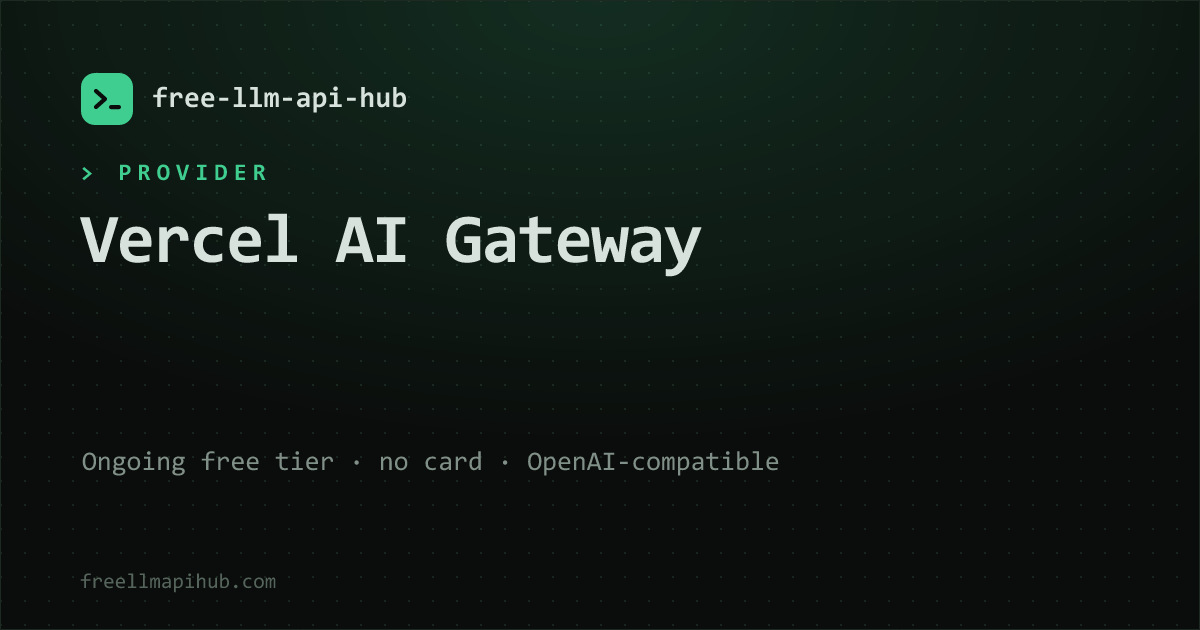 free-llm-api-hub
> PROVIDER
Vercel AI Gateway
Ongoing free tier · no card · OpenAI-compatible
freellmapihub.com